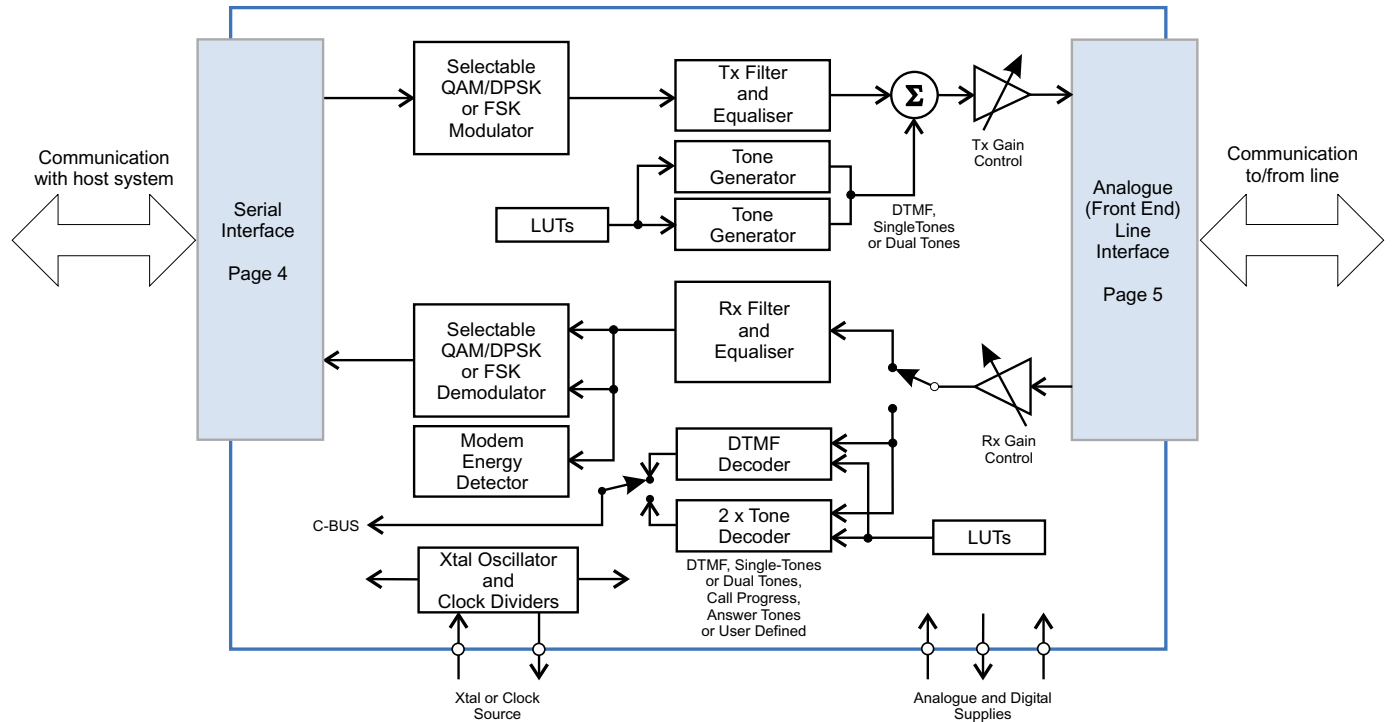 Communication
with host system
Serial
Interface
Page 4
Selectable
QAM/DPSK
or FSK
Modulator
Tx Filter
and
Equaliser
Σ
Tx Gain
Control
Tone
Generator
LUTs
Tone
Generator
DTMF,
SingleTones
or Dual Tones
Analogue
(Front End)
Line
Interface
Page 5
Communication
to/from line
Selectable
QAM/DPSK
or FSK
Demodulator
Rx Filter
and
Equaliser
Rx Gain
Control
Modem
Energy
Detector
DTMF
Decoder
C-BUS
2 x Tone
Decoder
LUTs
Xtal Oscillator
and
Clock Dividers
DTMF, Single-Tones
or Dual Tones,
Call Progress,
Answer Tones
or User Defined
Xtal or Clock
Source
Analogue and Digital
Supplies